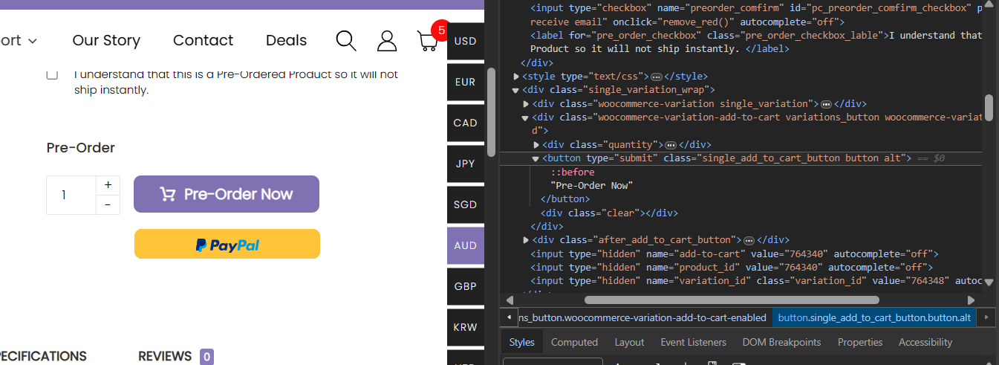 ort
Our Story
Contact
Deals
5
I understand that this is a Pre-Ordered Product so it will not
ship instantly.
Pre-Order
1
+
-
Pre-Order Now
PayPal
ECIFICATIONS
REVIEWS 0
USD
EUR
CAD
JPY
SGD
AUD
GBP
KRW
<input type="checkbox" name="preorder_comfirm" id="pc_preorder_comfirm_checkbox" p
receive email" onclick="remove_red()" autocomplete="off">
<label for="pre_order_checkbox" class="pre_order_checkbox_lable">I understand that
Product so it will not ship instantly. </label>
</div>
<style type="text/css">…</style>
<div class="single_variation_wrap">
<div class="woocommerce-variation single_variation">…</div>
<div class="woocommerce-variation-add-to-cart variations_button woocommerce-variat
d">
<div class="quantity">…</div>
<button type="submit" class="single_add_to_cart_button button alt"> == $0
::before
"Pre-Order Now"
</button>
<div class="clear"></div>
</div>
<div class="after_add_to_cart_button">…</div>
<input type="hidden" name="add-to-cart" value="764340" autocomplete="off">
<input type="hidden" name="product_id" value="764340" autocomplete="off">
<input type="hidden" name="variation_id" class="variation_id" value="764348" autoc
ns_button.woocommerce-variation-add-to-cart-enabled
button.single_add_to_cart_button.button.alt
Styles
Computed
Layout
Event Listeners
DOM Breakpoints
Properties
Accessibility